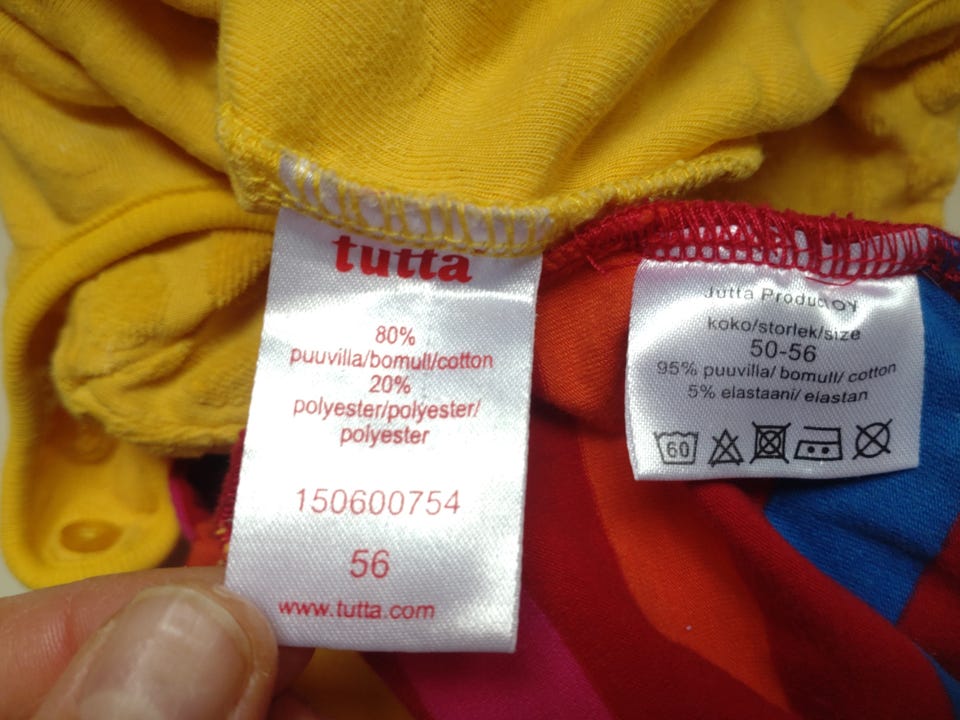 tutta
80%
puuvilla/bomull/cotton
20%
polyester/polyester/
polyester
150600754
56
www.tutta.com
Jutta Product OY
koko/storlek/size
50-56
95% puuvilla/ bomull/ cotton
5% elastaani/ elastan
60